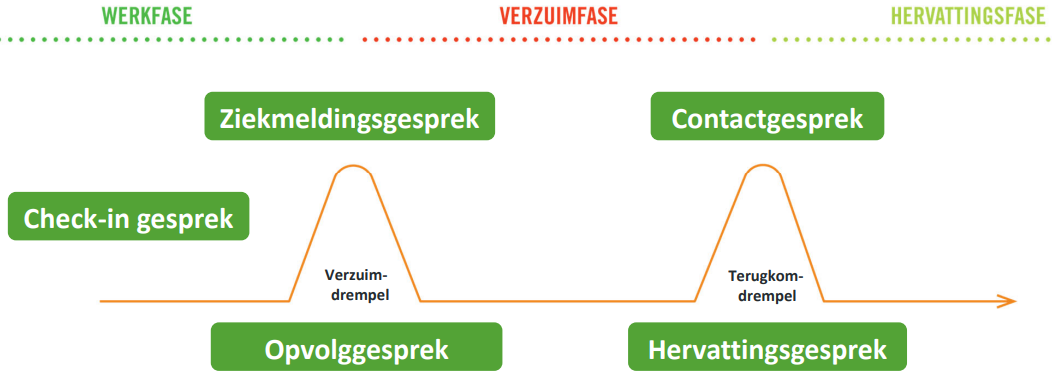 WERKFASE
VERZUIMFASE
HERVATTINGSFASE
Ziekmeldingsgesprek
Contactgesprek
Check-in gesprek
Verzuim-
drempel
Terugkom-
drempel
Opvolggesprek
Hervattingsgesprek